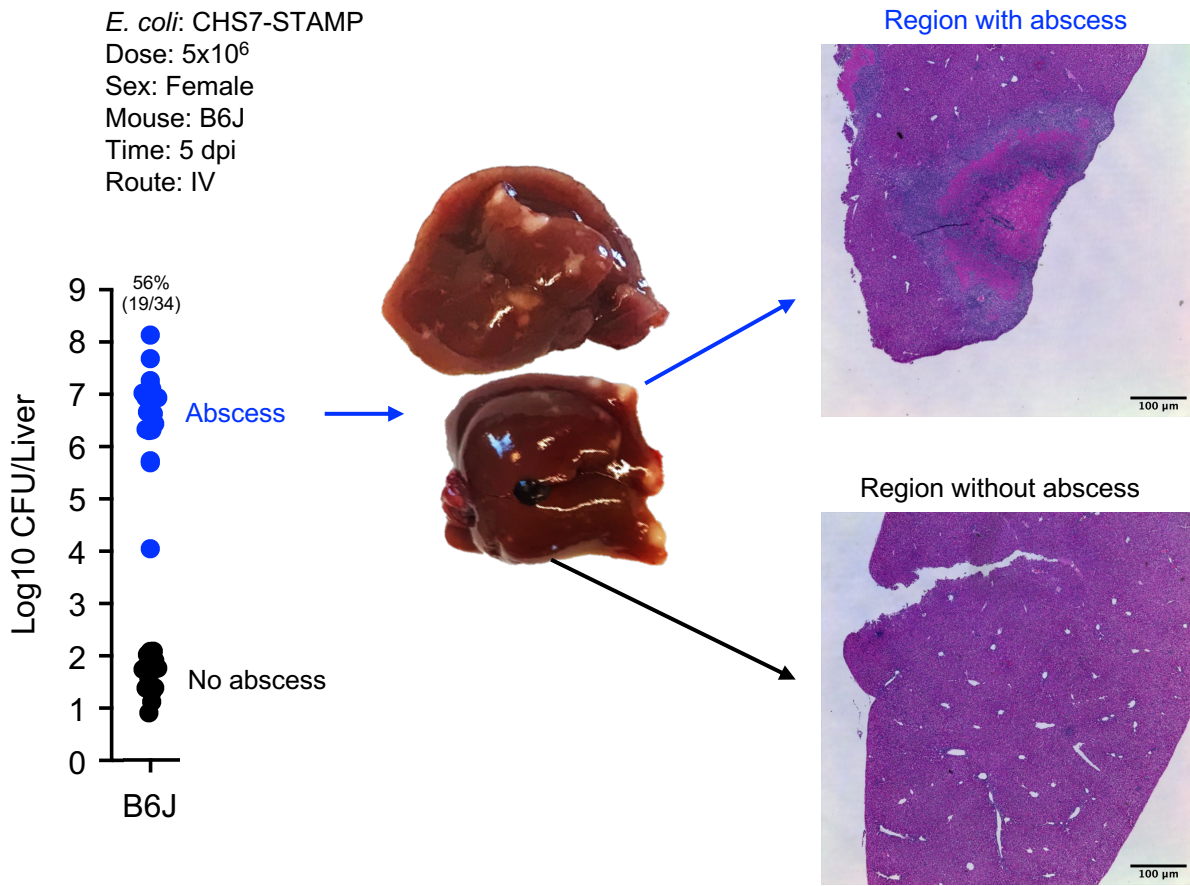 E. coli: CHS7-STAMP
Dose: 5x10⁶
Sex: Female
Mouse: B6J
Time: 5 dpi
Route: IV
Region with abscess
100 µm
56%
(19/34)
9
8
7
6
5
4
3
2
1
0
Log10 CFU/Liver
Abscess
No abscess
B6J
Region without abscess
100 µm